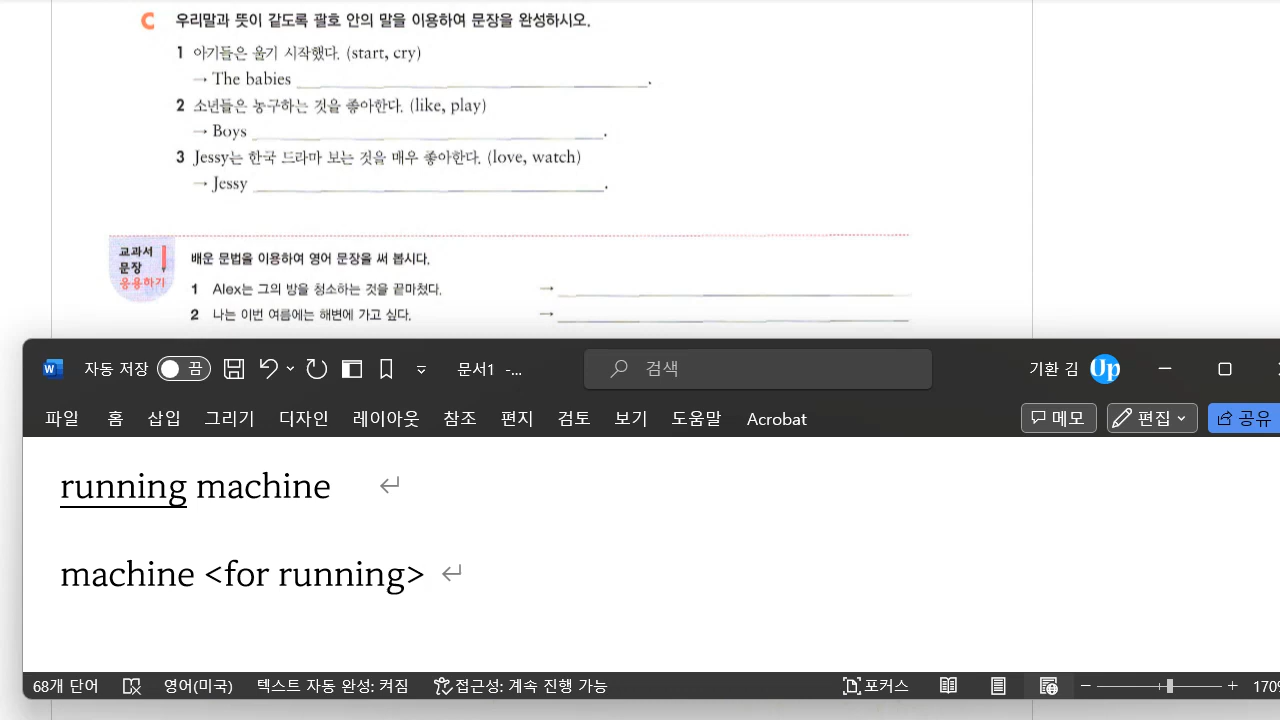 C 우리말과 뜻이 같도록 괄호 안의 말을 이용하여 문장을 완성하시오.
1 아기들은 울기 시작했다. (start, cry)
→ The babies ____________.
2 소년들은 농구하는 것을 좋아한다. (like, play)
→ Boys ____________.
3 Jessy는 한국 드라마 보는 것을 매우 좋아한다. (love, watch)
→ Jessy ____________.
교과서
문장
응용하기
배운 문법을 이용하여 영어 문장을 써 봅시다.
1 Alex는 그의 방을 청소하는 것을 끝마쳤다. → ____________
2 나는 이번 여름에는 해변에 가고 싶다. → ____________
자동 저장 끔 문서1 -... 검색 기환 김 Up
파일 홈 삽입 그리기 디자인 레이아웃 참조 편지 검토 보기 도움말 Acrobat 메모 편집 공유
running machine
machine <for running>
68개 단어 영어(미국) 텍스트 자동 완성: 켜짐 접근성: 계속 진행 가능 포커스 170%